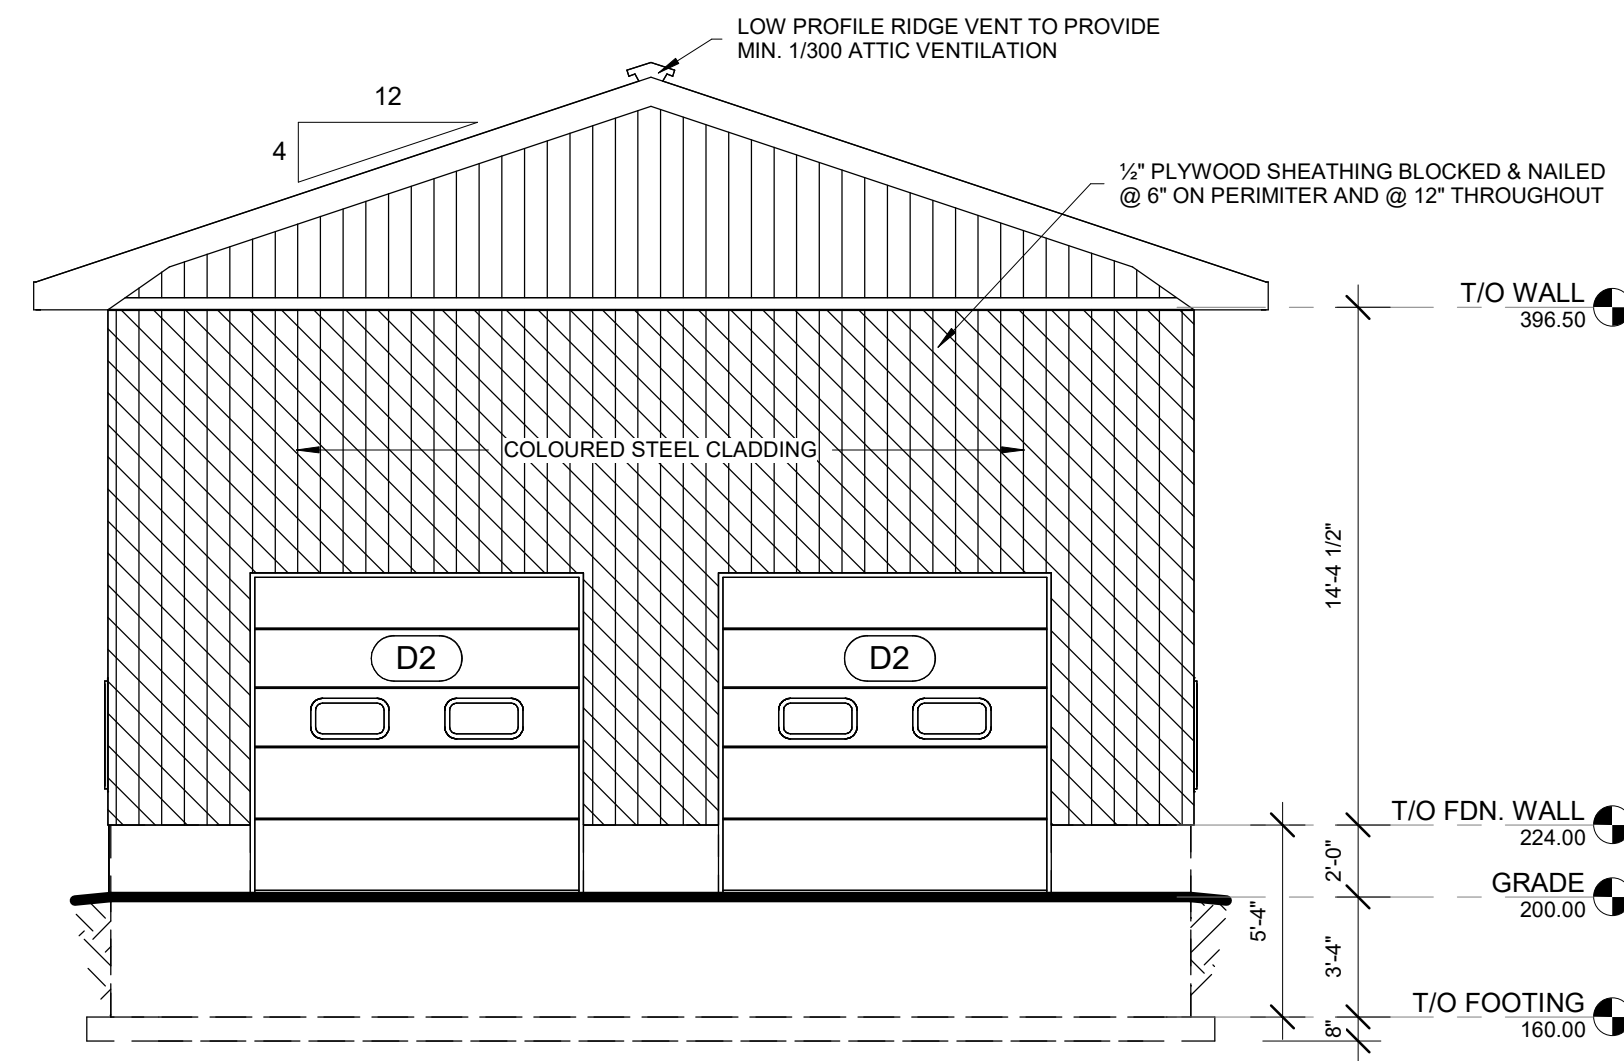 LOW PROFILE RIDGE VENT TO PROVIDE
MIN. 1/300 ATTIC VENTILATION
12
4
½" PLYWOOD SHEATHING BLOCKED & NAILED
@ 6" ON PERIMITER AND @ 12" THROUGHOUT
T/O WALL
396.50
COLOURED STEEL CLADDING
14'-4 1/2"
D2
D2
T/O FDN. WALL
224.00
2'-0"
GRADE
200.00
5'-4"
3'-4"
T/O FOOTING
160.00
8"